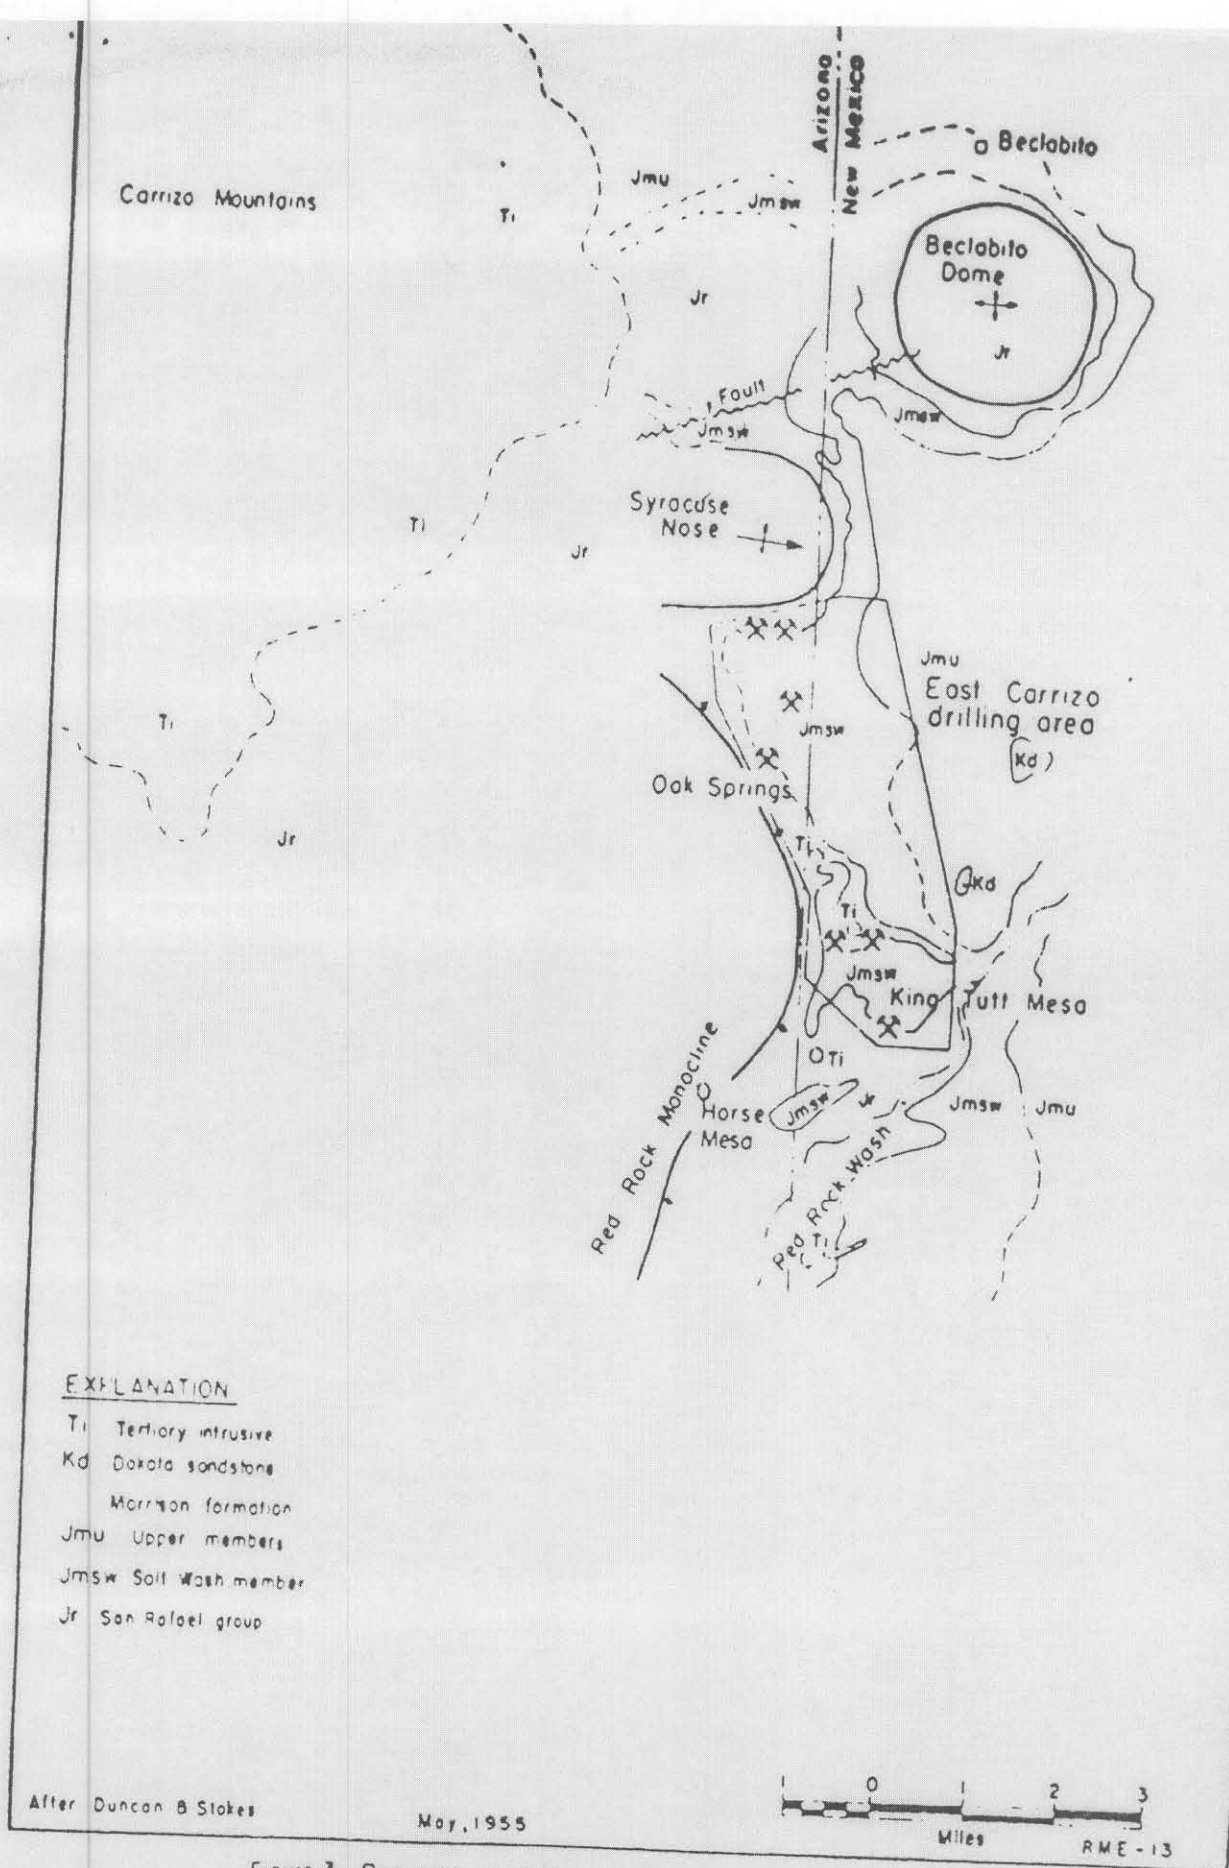 Arizona
New Mexico
Beclabito
Carrizo Mountains
Jmu
Jmsw
Ti
Beclabito
Dome
Jr
Jr
Fault
Jmsw
Jmsw
Syracuse
Nose
Ti
Jr
Jmu
East Carrizo
drilling area
Kd
Ti
Jmsw
Oak Springs
Jr
Ti
Kd
Ti
Jmsw
King Tutt Mesa
Ti
Red Rock Monocline
Horse
Mesa
Jmsw
Jr
Jmsw
Jmu
Red Rock Wash
Ti
EXPLANATION
Ti Tertiary intrusive
Kd Dakota sandstone
Morrison formation
Jmu Upper members
Jmsw Salt Wash member
Jr San Rafael group
1 0 1 2 3
Miles
After Duncan & Stokes
May, 1955
RME-13